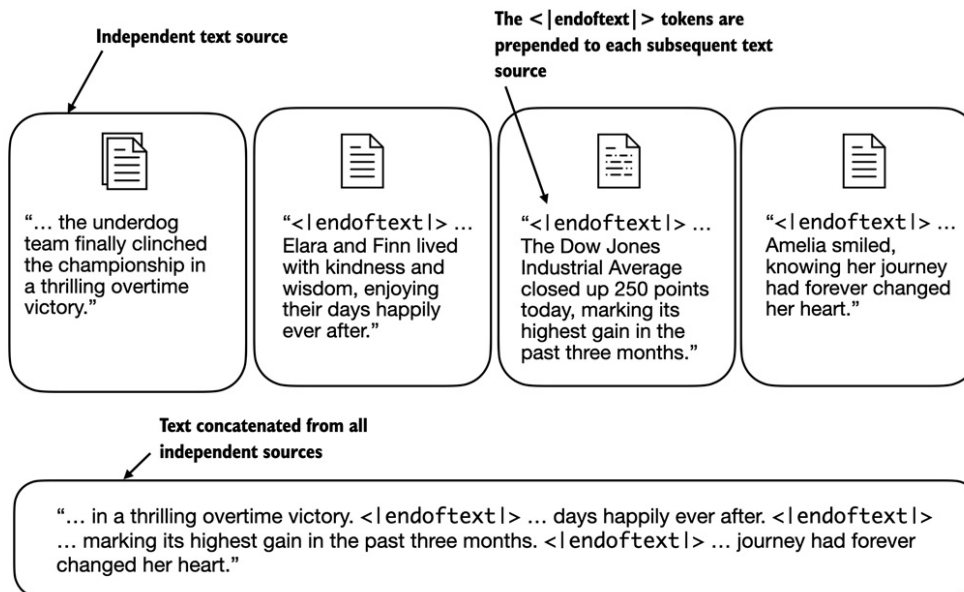 Independent text source
The <|endoftext|> tokens are
prepended to each subsequent text
source
“… the underdog
team finally clinched
the championship in
a thrilling overtime
victory.”
“<|endoftext|> …
Elara and Finn lived
with kindness and
wisdom, enjoying
their days happily
ever after.”
“<|endoftext|> …
The Dow Jones
Industrial Average
closed up 250 points
today, marking its
highest gain in the
past three months.”
“<|endoftext|> …
Amelia smiled,
knowing her journey
had forever changed
her heart.”
Text concatenated from all
independent sources
“… in a thrilling overtime victory. <|endoftext|> … days happily ever after. <|endoftext|>
… marking its highest gain in the past three months. <|endoftext|> … journey had forever
changed her heart.”